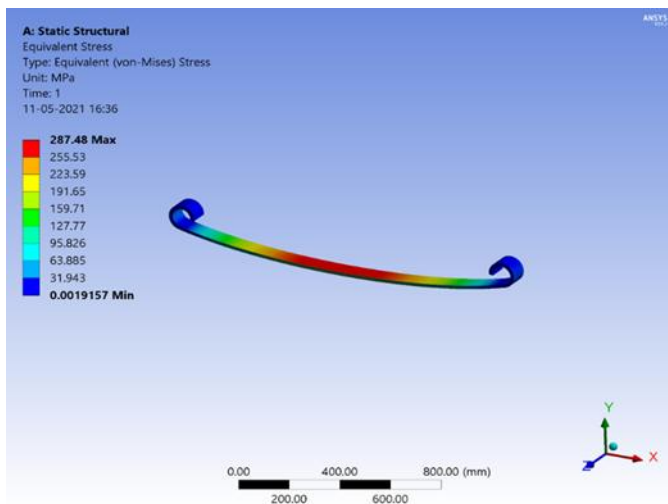 ANSYS
A: Static Structural
Equivalent Stress
Type: Equivalent (von-Mises) Stress
Unit: MPa
Time: 1
11-05-2021 16:36
287.48 Max
255.53
223.59
191.65
159.71
127.77
95.826
63.885
31.943
0.0019157 Min
Y
X
Z
0.00 400.00 800.00 (mm)
200.00 600.00